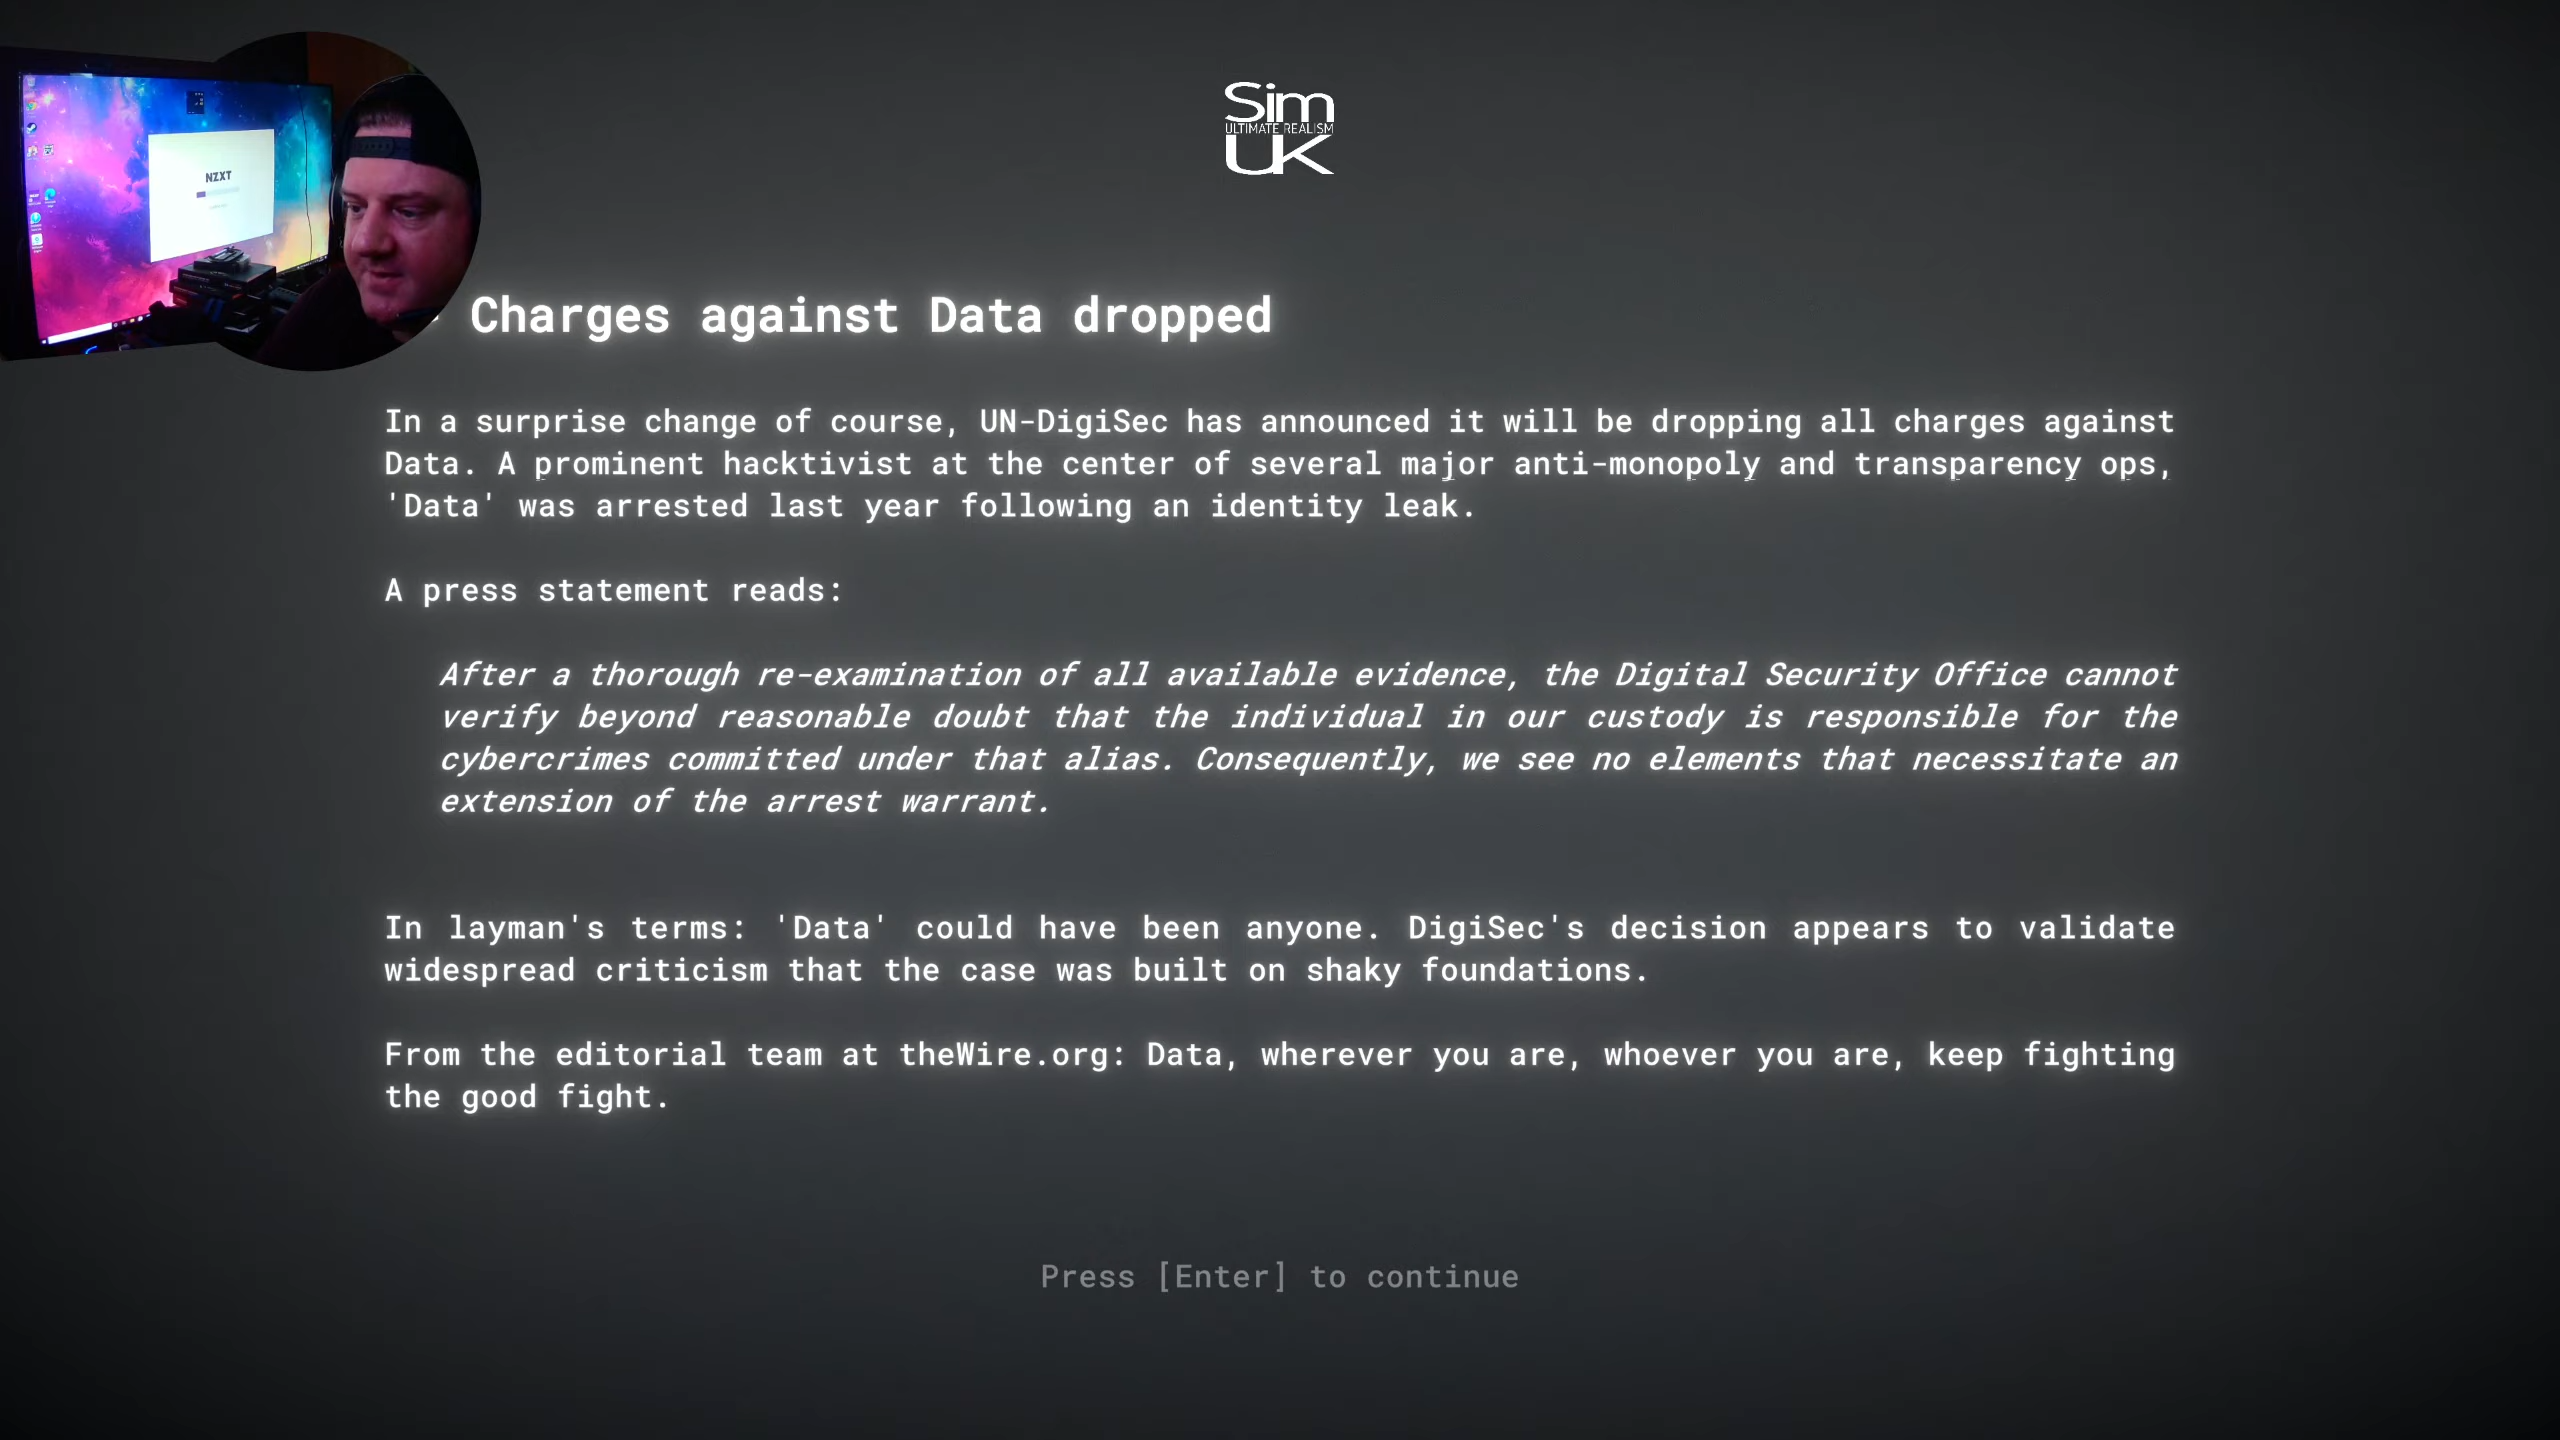 Sim
ULTIMATE REALISM
UK
NZXT
Charges against Data dropped
In a surprise change of course, UN-DigiSec has announced it will be dropping all charges against
Data. A prominent hacktivist at the center of several major anti-monopoly and transparency ops,
'Data' was arrested last year following an identity leak.
A press statement reads:
After a thorough re-examination of all available evidence, the Digital Security Office cannot
verify beyond reasonable doubt that the individual in our custody is responsible for the
cybercrimes committed under that alias. Consequently, we see no elements that necessitate an
extension of the arrest warrant.
In layman's terms: 'Data' could have been anyone. DigiSec's decision appears to validate
widespread criticism that the case was built on shaky foundations.
From the editorial team at theWire.org: Data, wherever you are, whoever you are, keep fighting
the good fight.
Press [Enter] to continue